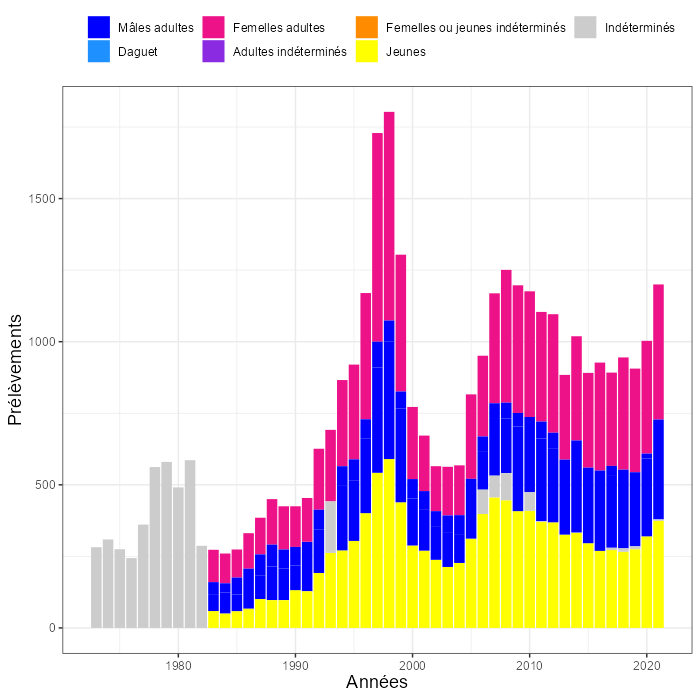 Mâles adultes Femelles adultes Femelles ou jeunes indéterminés Indéterminés
Daguet Adultes indéterminés Jeunes
1500
1000
500
0
Prélèvements
1980 1990 2000 2010 2020
Années